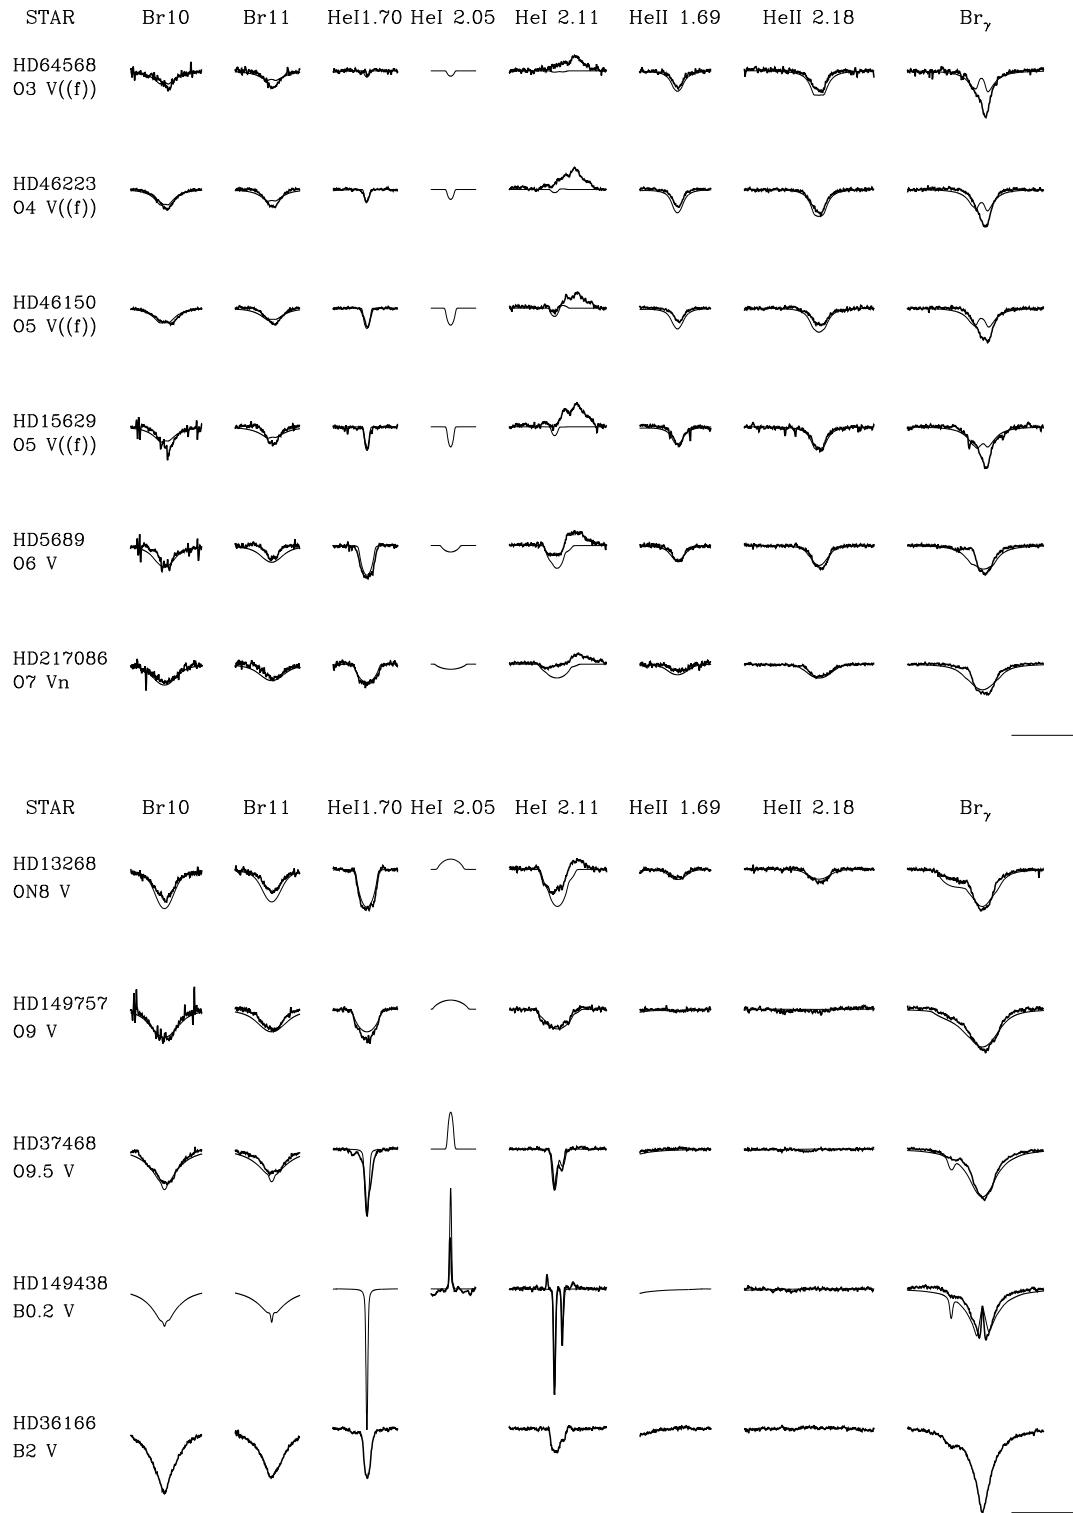 STAR Br10 Br11 HeI1.70 HeI 2.05 HeI 2.11 HeII 1.69 HeII 2.18 Brγ
HD64568
O3 V((f))
HD46223
O4 V((f))
HD46150
O5 V((f))
HD15629
O5 V((f))
HD5689
O6 V
HD217086
O7 Vn
STAR Br10 Br11 HeI1.70 HeI 2.05 HeI 2.11 HeII 1.69 HeII 2.18 Brγ
HD13268
ON8 V
HD149757
O9 V
HD37468
O9.5 V
HD149438
B0.2 V
HD36166
B2 V